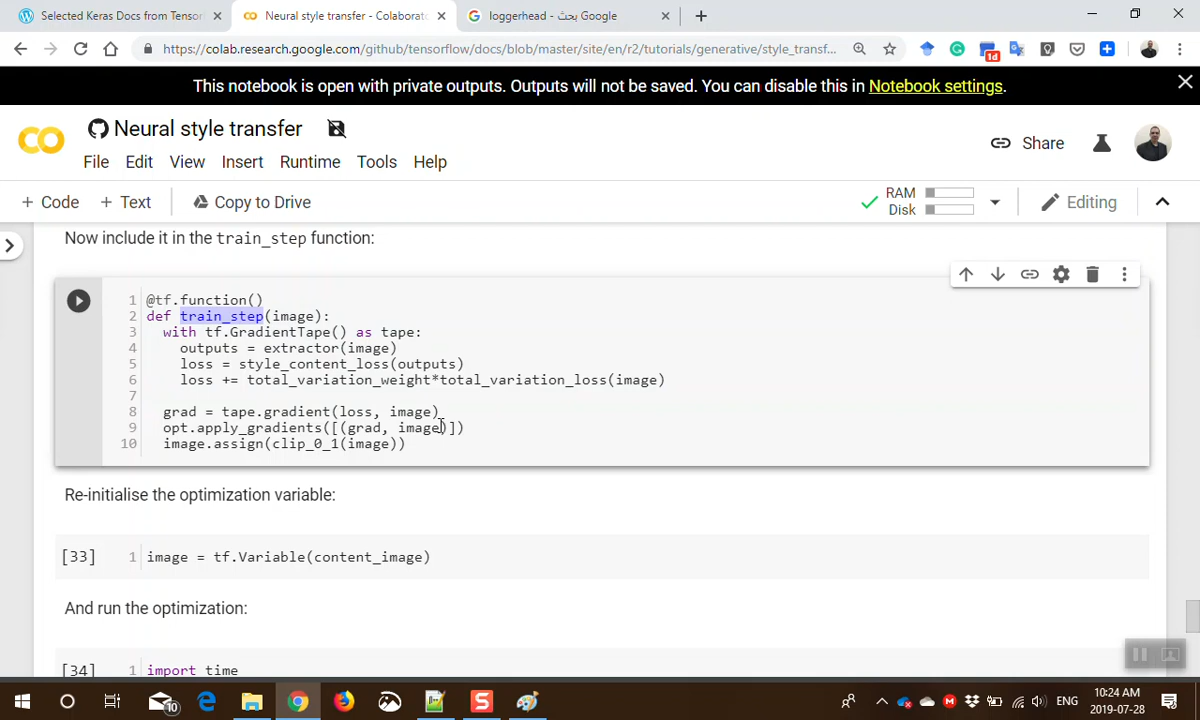 Selected Keras Docs from Tensorf
Neural style transfer - Colaborato
loggerhead - بحث Google
https://colab.research.google.com/github/tensorflow/docs/blob/master/site/en/r2/tutorials/generative/style_transf...
1d
This notebook is open with private outputs. Outputs will not be saved. You can disable this in Notebook settings.
CO
Neural style transfer
Share
File Edit View Insert Runtime Tools Help
+ Code + Text Copy to Drive
RAM
Disk
Editing
Now include it in the train_step function:
1 @tf.function()
2 def train_step(image):
3 with tf.GradientTape() as tape:
4 outputs = extractor(image)
5 loss = style_content_loss(outputs)
6 loss += total_variation_weight*total_variation_loss(image)
7
8 grad = tape.gradient(loss, image)
9 opt.apply_gradients([(grad, image)])
10 image.assign(clip_0_1(image))
Re-initialise the optimization variable:
[33] 1 image = tf.Variable(content_image)
And run the optimization:
[34] 1 import time
10
ENG
10:24 AM
2019-07-28